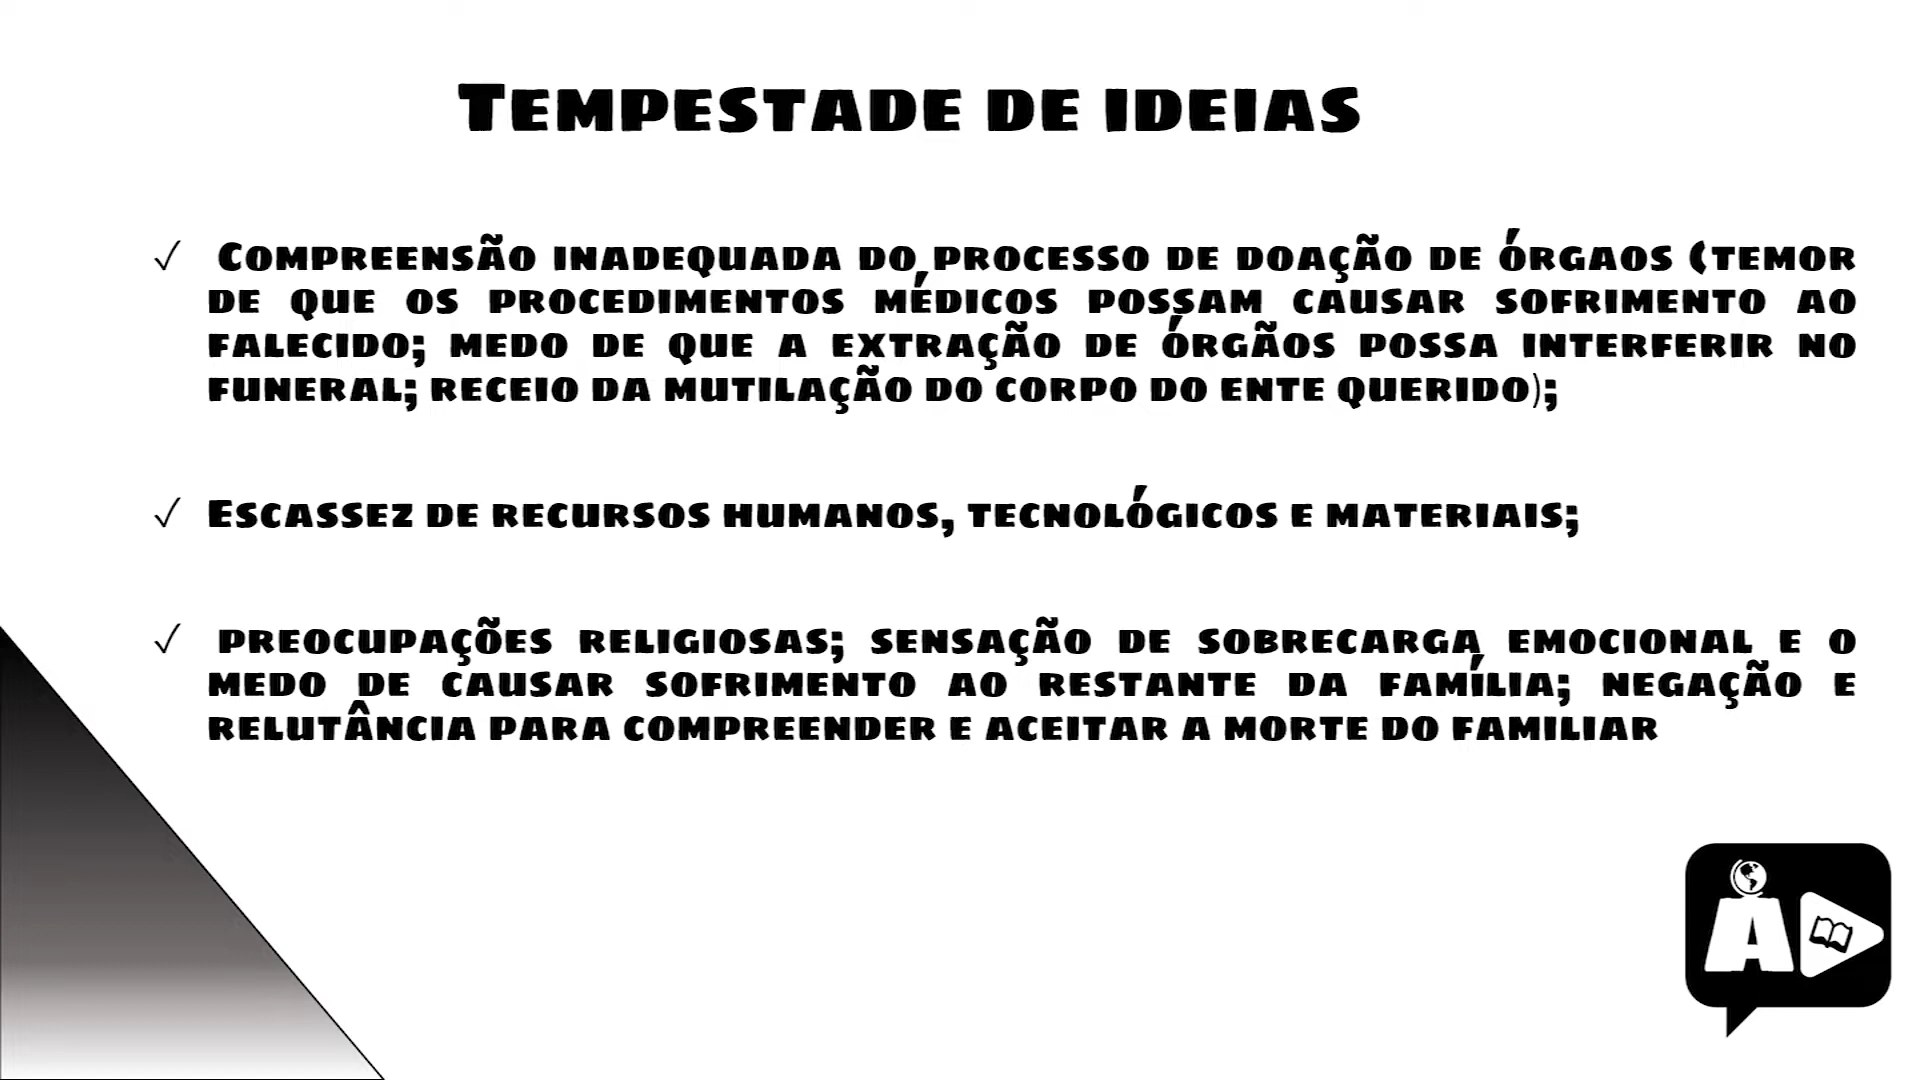 Tempestade de ideias
✓ Compreensão inadequada do processo de doação de órgaos (temor
de que os procedimentos médicos possam causar sofrimento ao
falecido; medo de que a extração de órgãos possa interferir no
funeral; receio da mutilação do corpo do ente querido);
✓ Escassez de recursos humanos, tecnológicos e materiais;
✓ preocupações religiosas; sensação de sobrecarga emocional e o
medo de causar sofrimento ao restante da família; negação e
relutância para compreender e aceitar a morte do familiar
A